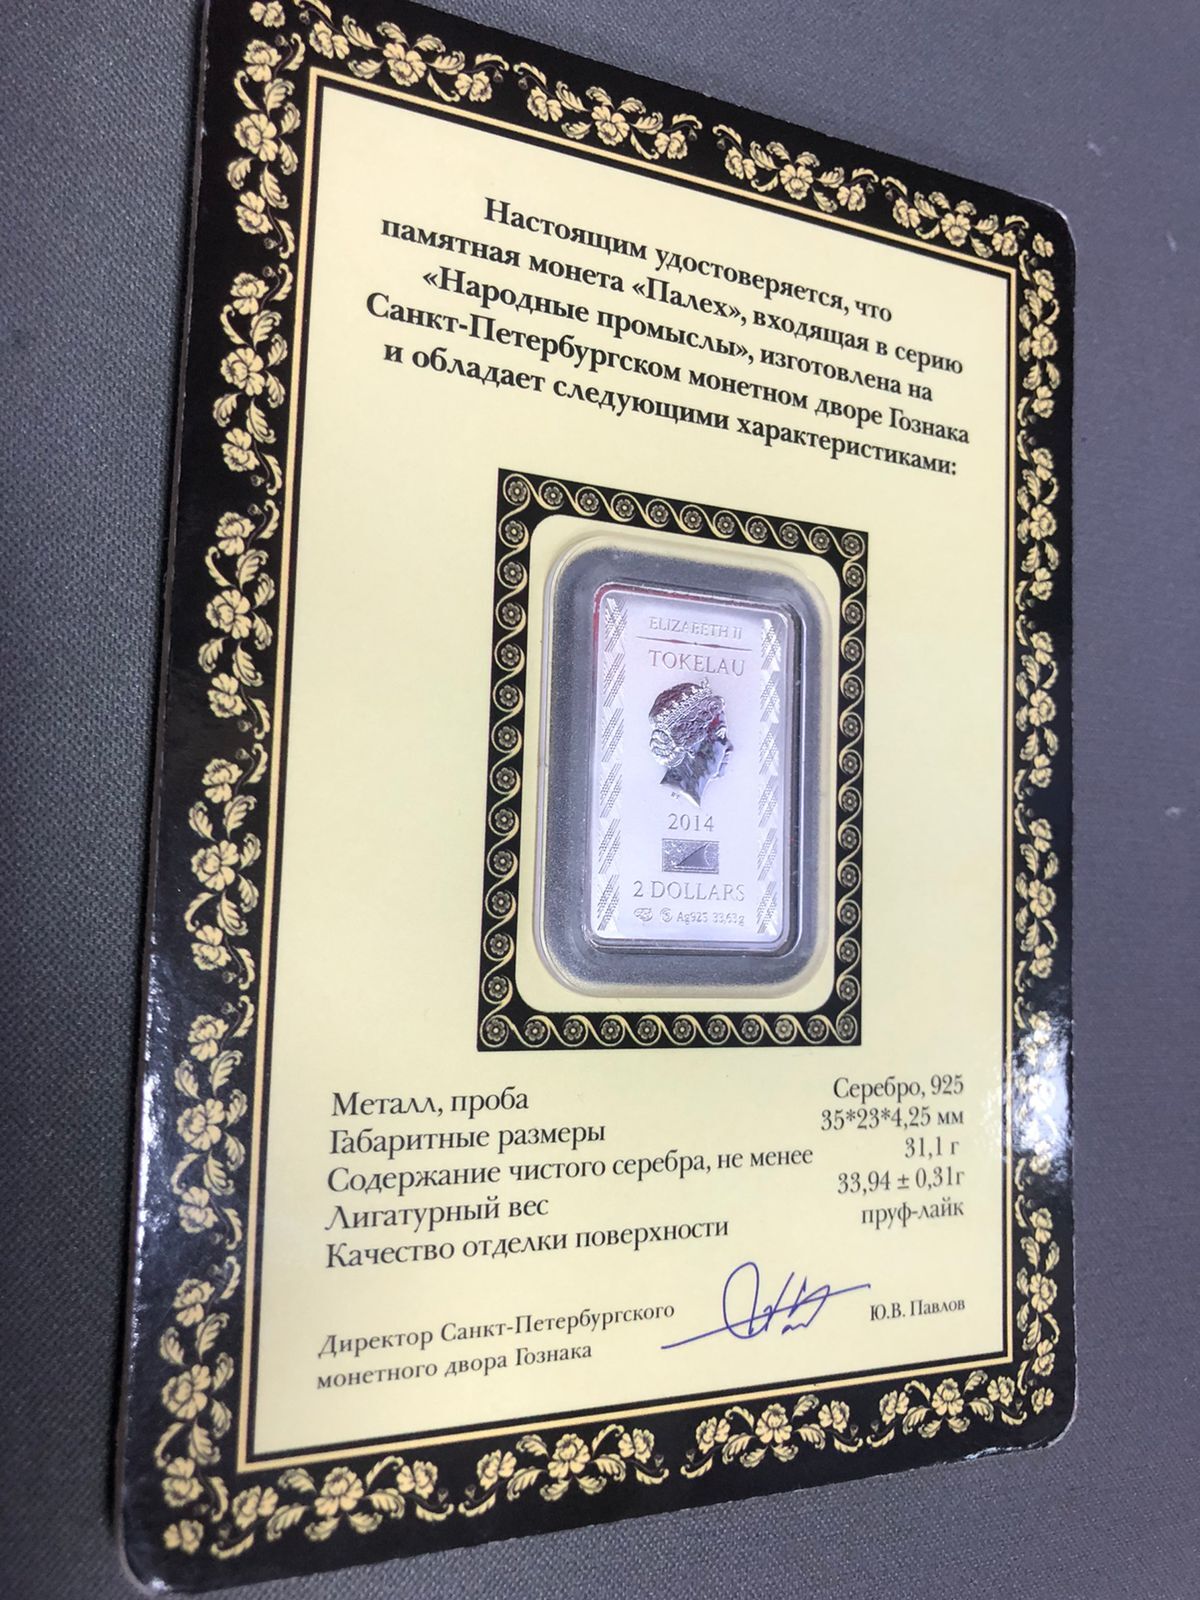 Настоящим удостоверяется, что
памятная монета «Палех», входящая в серию
«Народные промыслы», изготовлена на
Санкт-Петербургском монетном дворе Гознака
и обладает следующими характеристиками:
ELIZABETH II
TOKELAU
2014
2 DOLLARS
Ag925 33,63g
Металл, проба Серебро, 925
Габаритные размеры 35*23*4,25 мм
Содержание чистого серебра, не менее 31,1 г
Лигатурный вес 33,94 ± 0,31г
Качество отделки поверхности пруф-лайк
Директор Санкт-Петербургского
монетного двора Гознака Ю.В. Павлов